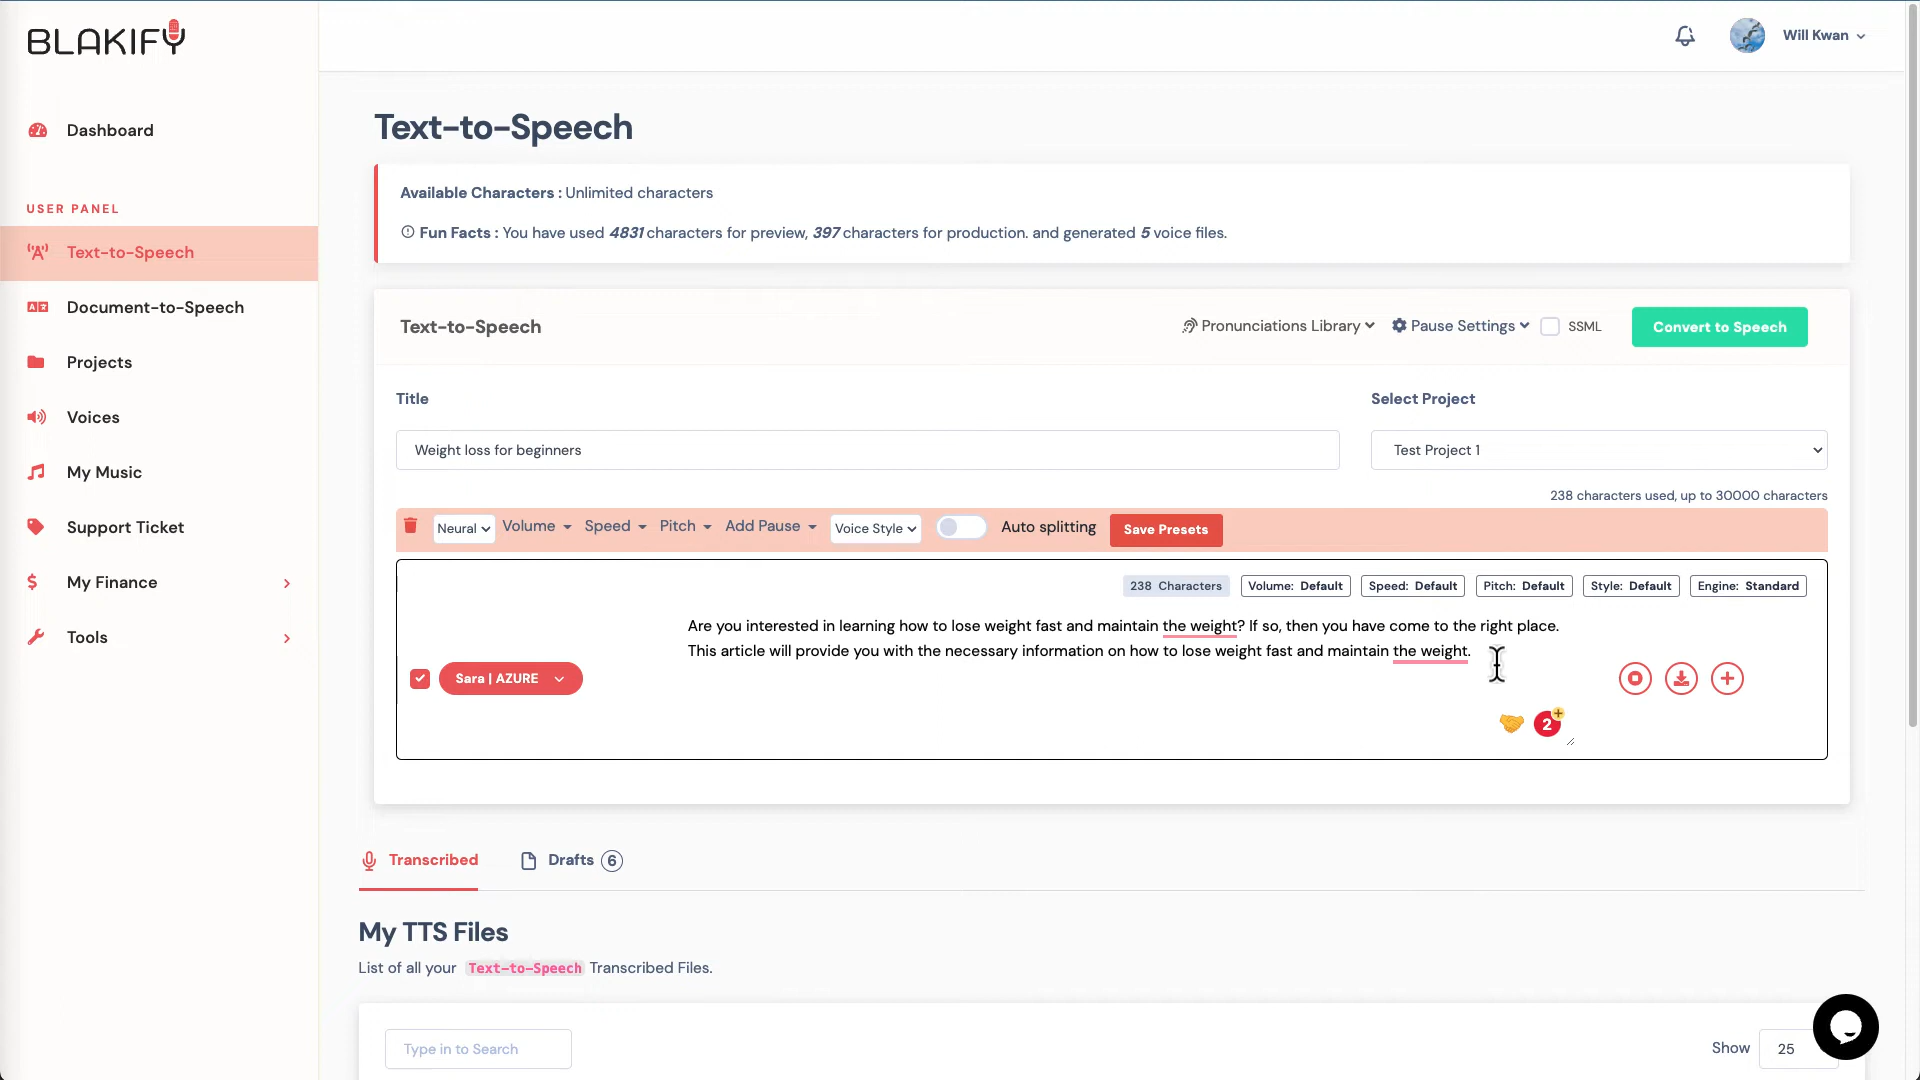 BLAKIFY
Will Kwan
Dashboard
USER PANEL
Text-to-Speech
Document-to-Speech
Projects
Voices
My Music
Support Ticket
My Finance
Tools
Text-to-Speech
Available Characters : Unlimited characters
Fun Facts : You have used 4831 characters for preview, 397 characters for production. and generated 5 voice files.
Text-to-Speech
Pronunciations Library
Pause Settings
SSML
Convert to Speech
Title
Select Project
Weight loss for beginners
Test Project 1
238 characters used, up to 30000 characters
Neural
Volume
Speed
Pitch
Add Pause
Voice Style
Auto splitting
Save Presets
238 Characters
Volume: Default
Speed: Default
Pitch: Default
Style: Default
Engine: Standard
Are you interested in learning how to lose weight fast and maintain the weight? If so, then you have come to the right place.
This article will provide you with the necessary information on how to lose weight fast and maintain the weight.
Sara | AZURE
2
Transcribed
Drafts 6
My TTS Files
List of all your Text-to-Speech Transcribed Files.
Type in to Search
Show 25